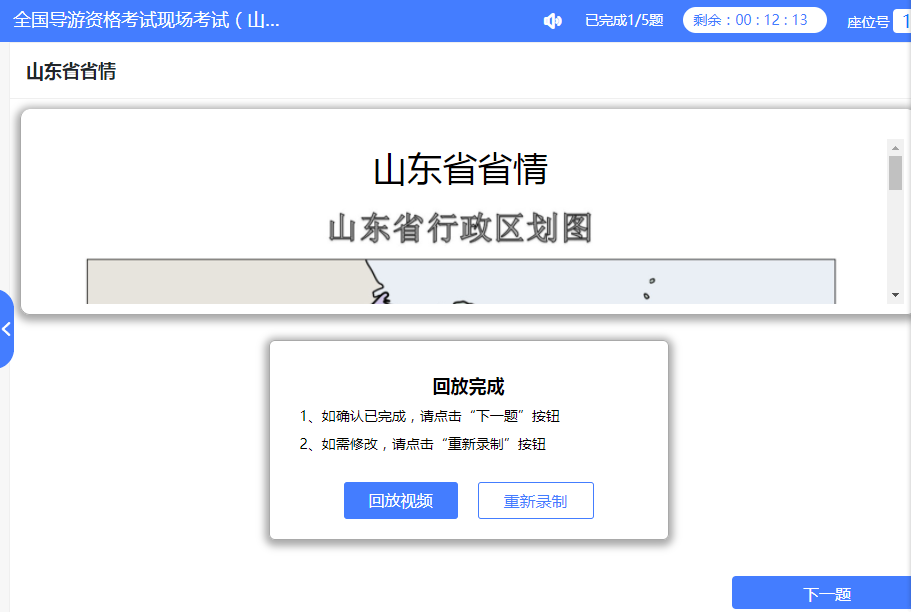 全国导游资格考试现场考试（山...
已完成1/5题
剩余：00：12：13
座位号 1
山东省省情
山东省省情
山东省行政区划图
回放完成
1、如确认已完成，请点击“下一题”按钮
2、如需修改，请点击“重新录制”按钮
回放视频
重新录制
下一题